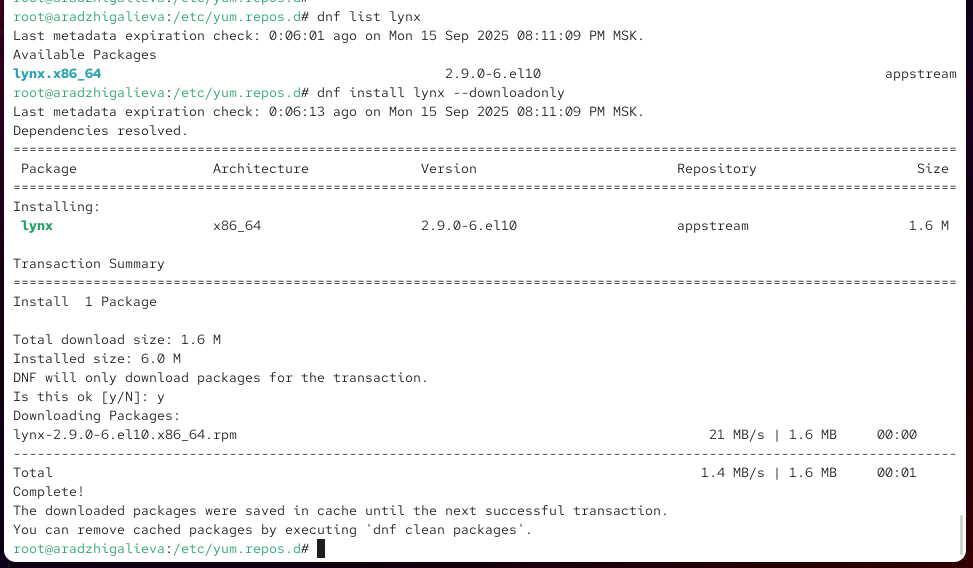 root@aradzhigalieva:/etc/yum.repos.d# dnf list lynx
Last metadata expiration check: 0:06:01 ago on Mon 15 Sep 2025 08:11:09 PM MSK.
Available Packages
lynx.x86_64 2.9.0-6.el10 appstream
root@aradzhigalieva:/etc/yum.repos.d# dnf install lynx --downloadonly
Last metadata expiration check: 0:06:13 ago on Mon 15 Sep 2025 08:11:09 PM MSK.
Dependencies resolved.
================================================================================
Package Architecture Version Repository Size
================================================================================
Installing:
lynx x86_64 2.9.0-6.el10 appstream 1.6 M
Transaction Summary
================================================================================
Install  1 Package
Total download size: 1.6 M
Installed size: 6.0 M
DNF will only download packages for the transaction.
Is this ok [y/N]: y
Downloading Packages:
lynx-2.9.0-6.el10.x86_64.rpm 21 MB/s | 1.6 MB 00:00
--------------------------------------------------------------------------------
Total 1.4 MB/s | 1.6 MB 00:01
Complete!
The downloaded packages were saved in cache until the next successful transaction.
You can remove cached packages by executing 'dnf clean packages'.
root@aradzhigalieva:/etc/yum.repos.d#